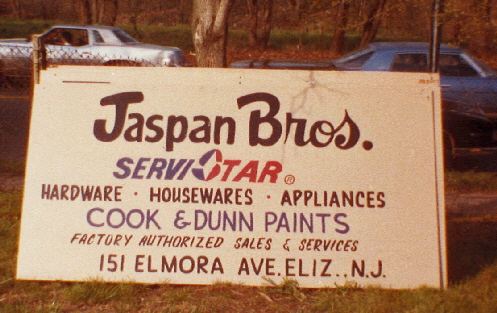 Jaspan Bros.
SERVISTAR®
HARDWARE · HOUSEWARES · APPLIANCES
COOK & DUNN PAINTS
FACTORY AUTHORIZED SALES & SERVICES
151 ELMORA AVE. ELIZ.. N.J.